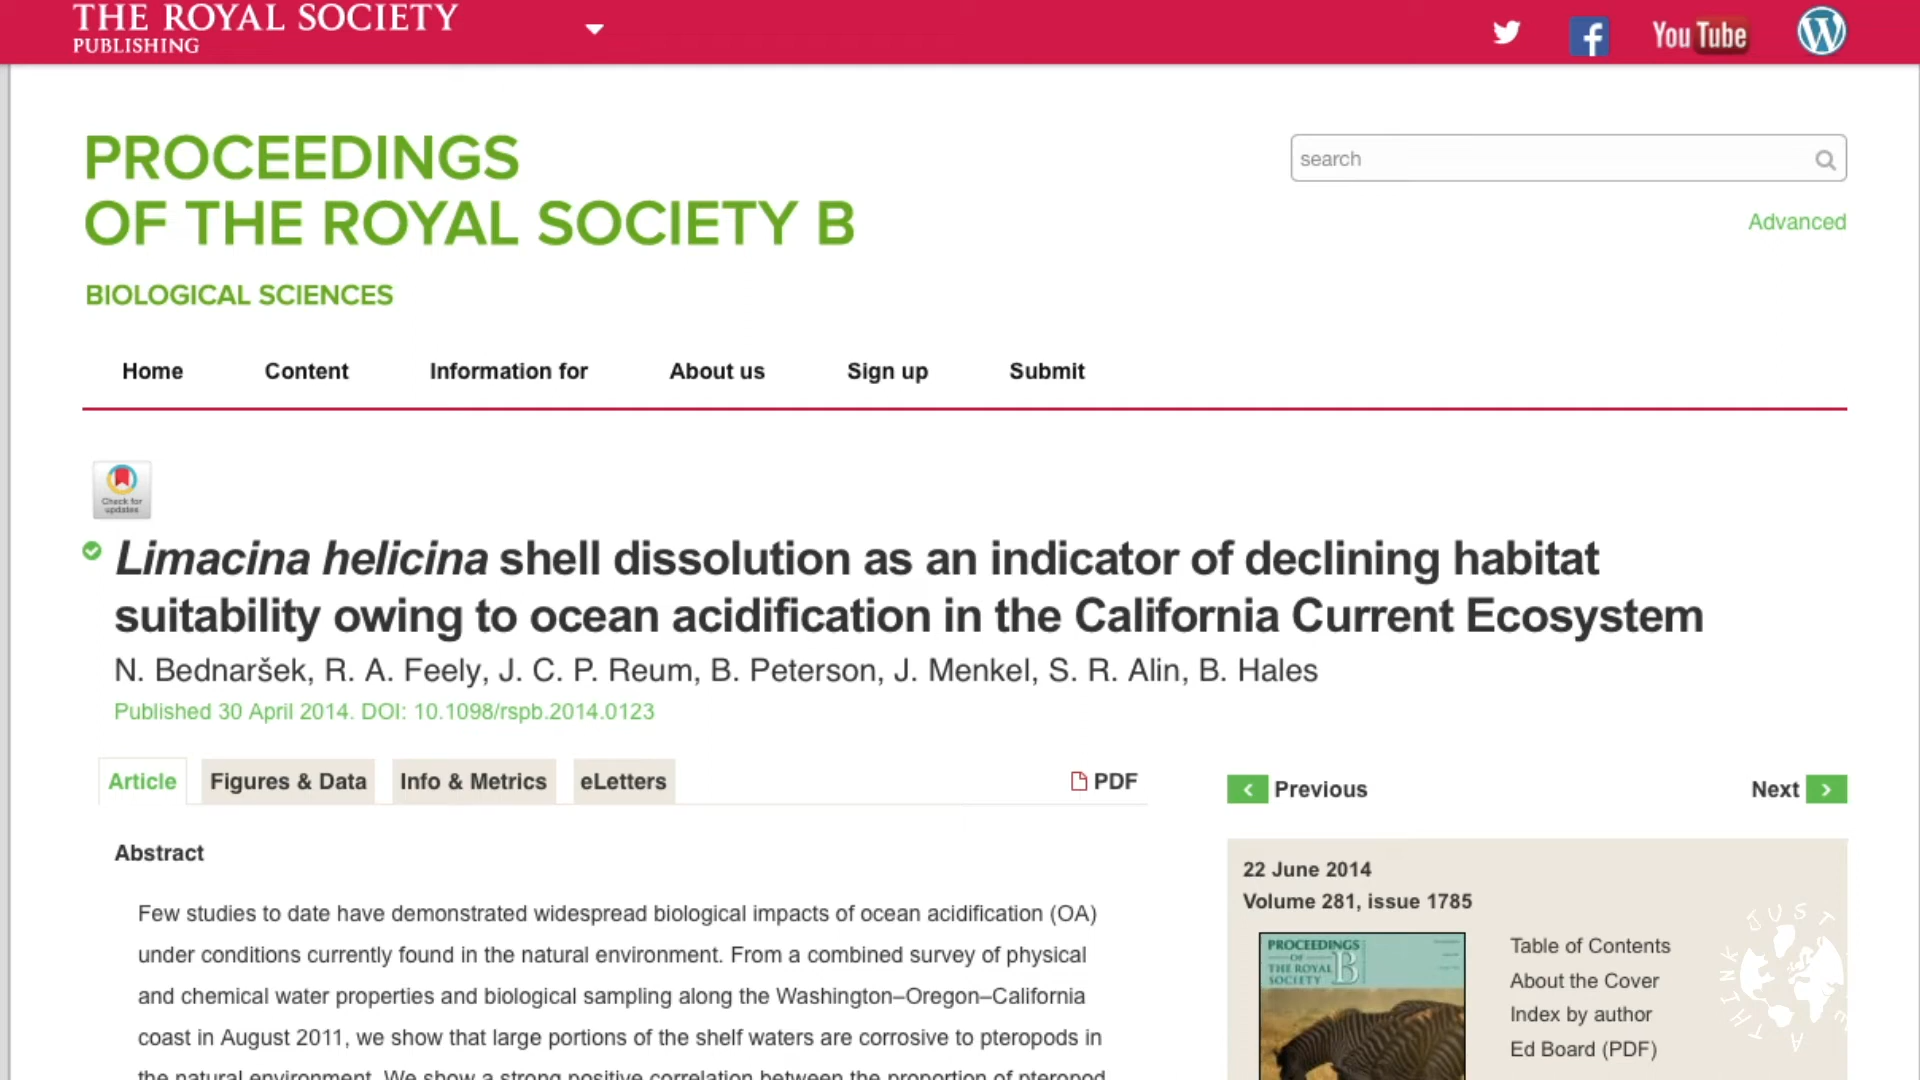 THE ROYAL SOCIETY
PUBLISHING
You Tube
PROCEEDINGS
OF THE ROYAL SOCIETY B
BIOLOGICAL SCIENCES
search
Advanced
Home Content Information for About us Sign up Submit
Check for
updates
Limacina helicina shell dissolution as an indicator of declining habitat
suitability owing to ocean acidification in the California Current Ecosystem
N. Bednaršek, R. A. Feely, J. C. P. Reum, B. Peterson, J. Menkel, S. R. Alin, B. Hales
Published 30 April 2014. DOI: 10.1098/rspb.2014.0123
Article Figures & Data Info & Metrics eLetters PDF
Abstract
Few studies to date have demonstrated widespread biological impacts of ocean acidification (OA)
under conditions currently found in the natural environment. From a combined survey of physical
and chemical water properties and biological sampling along the Washington–Oregon–California
coast in August 2011, we show that large portions of the shelf waters are corrosive to pteropods in
the natural environment. We show a strong positive correlation between the proportion of pteropod
Previous Next
22 June 2014
Volume 281, issue 1785
PROCEEDINGS
OF
THE ROYAL
SOCIETY B
Table of Contents
About the Cover
Index by author
Ed Board (PDF)
JUST
THINK
A